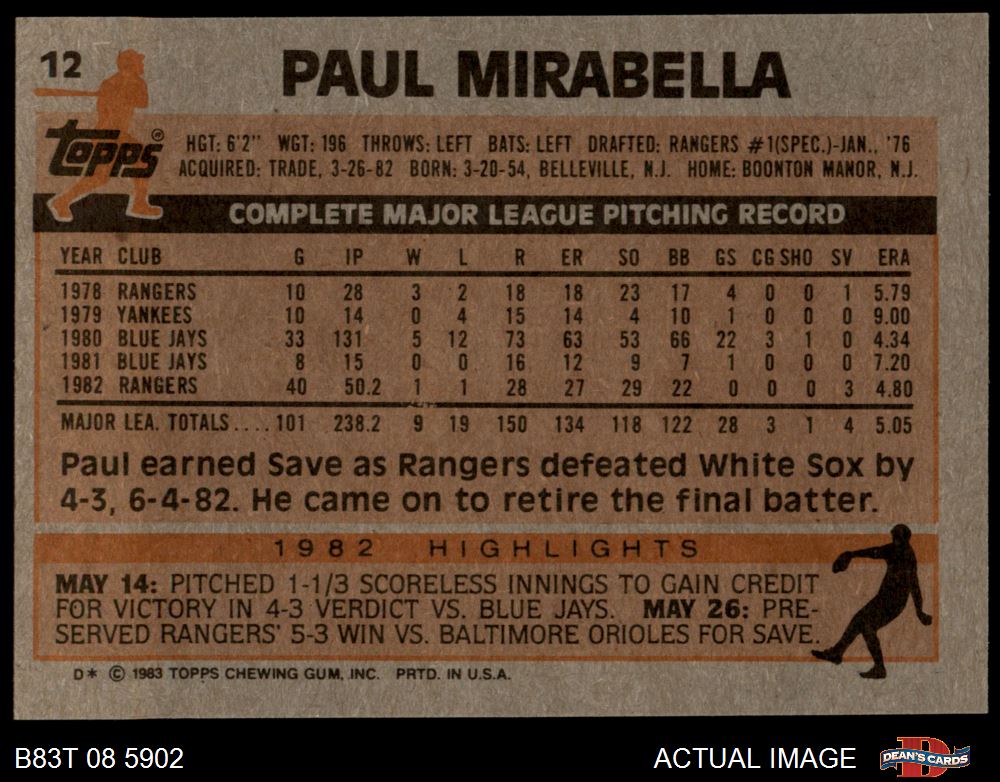 12
PAUL MIRABELLA
topps®
HGT: 6'2" WGT: 196 THROWS: LEFT BATS: LEFT DRAFTED: RANGERS #1(SPEC.)-JAN., '76
ACQUIRED: TRADE, 3-26-82 BORN: 3-20-54, BELLEVILLE, N.J. HOME: BOONTON MANOR, N.J.
COMPLETE MAJOR LEAGUE PITCHING RECORD
YEAR CLUB G IP W L R ER SO BB GS CG SHO SV ERA
1978 RANGERS 10 28 3 2 18 18 23 17 4 0 0 1 5.79
1979 YANKEES 10 14 0 4 15 14 4 10 1 0 0 0 9.00
1980 BLUE JAYS 33 131 5 12 73 63 53 66 22 3 1 0 4.34
1981 BLUE JAYS 8 15 0 0 16 12 9 7 1 0 0 0 7.20
1982 RANGERS 40 50.2 1 1 28 27 29 22 0 0 0 3 4.80
MAJOR LEA. TOTALS.... 101 238.2 9 19 150 134 118 122 28 3 1 4 5.05
Paul earned Save as Rangers defeated White Sox by
4-3, 6-4-82. He came on to retire the final batter.
1982 HIGHLIGHTS
MAY 14: PITCHED 1-1/3 SCORELESS INNINGS TO GAIN CREDIT
FOR VICTORY IN 4-3 VERDICT VS. BLUE JAYS. MAY 26: PRE-
SERVED RANGERS' 5-3 WIN VS. BALTIMORE ORIOLES FOR SAVE.
D* © 1983 TOPPS CHEWING GUM, INC. PRTD. IN U.S.A.
B83T 08 5902
ACTUAL IMAGE
D
DEAN'S CARDS